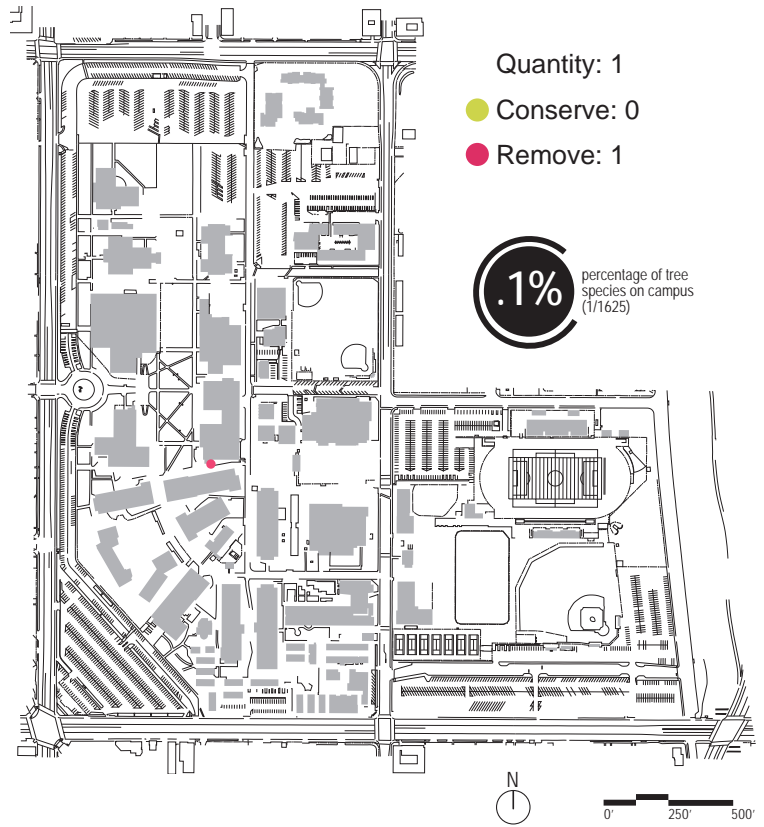 Quantity: 1
Conserve: 0
Remove: 1
.1%
percentage of tree
species on campus
(1/1625)
N
0' 250' 500'